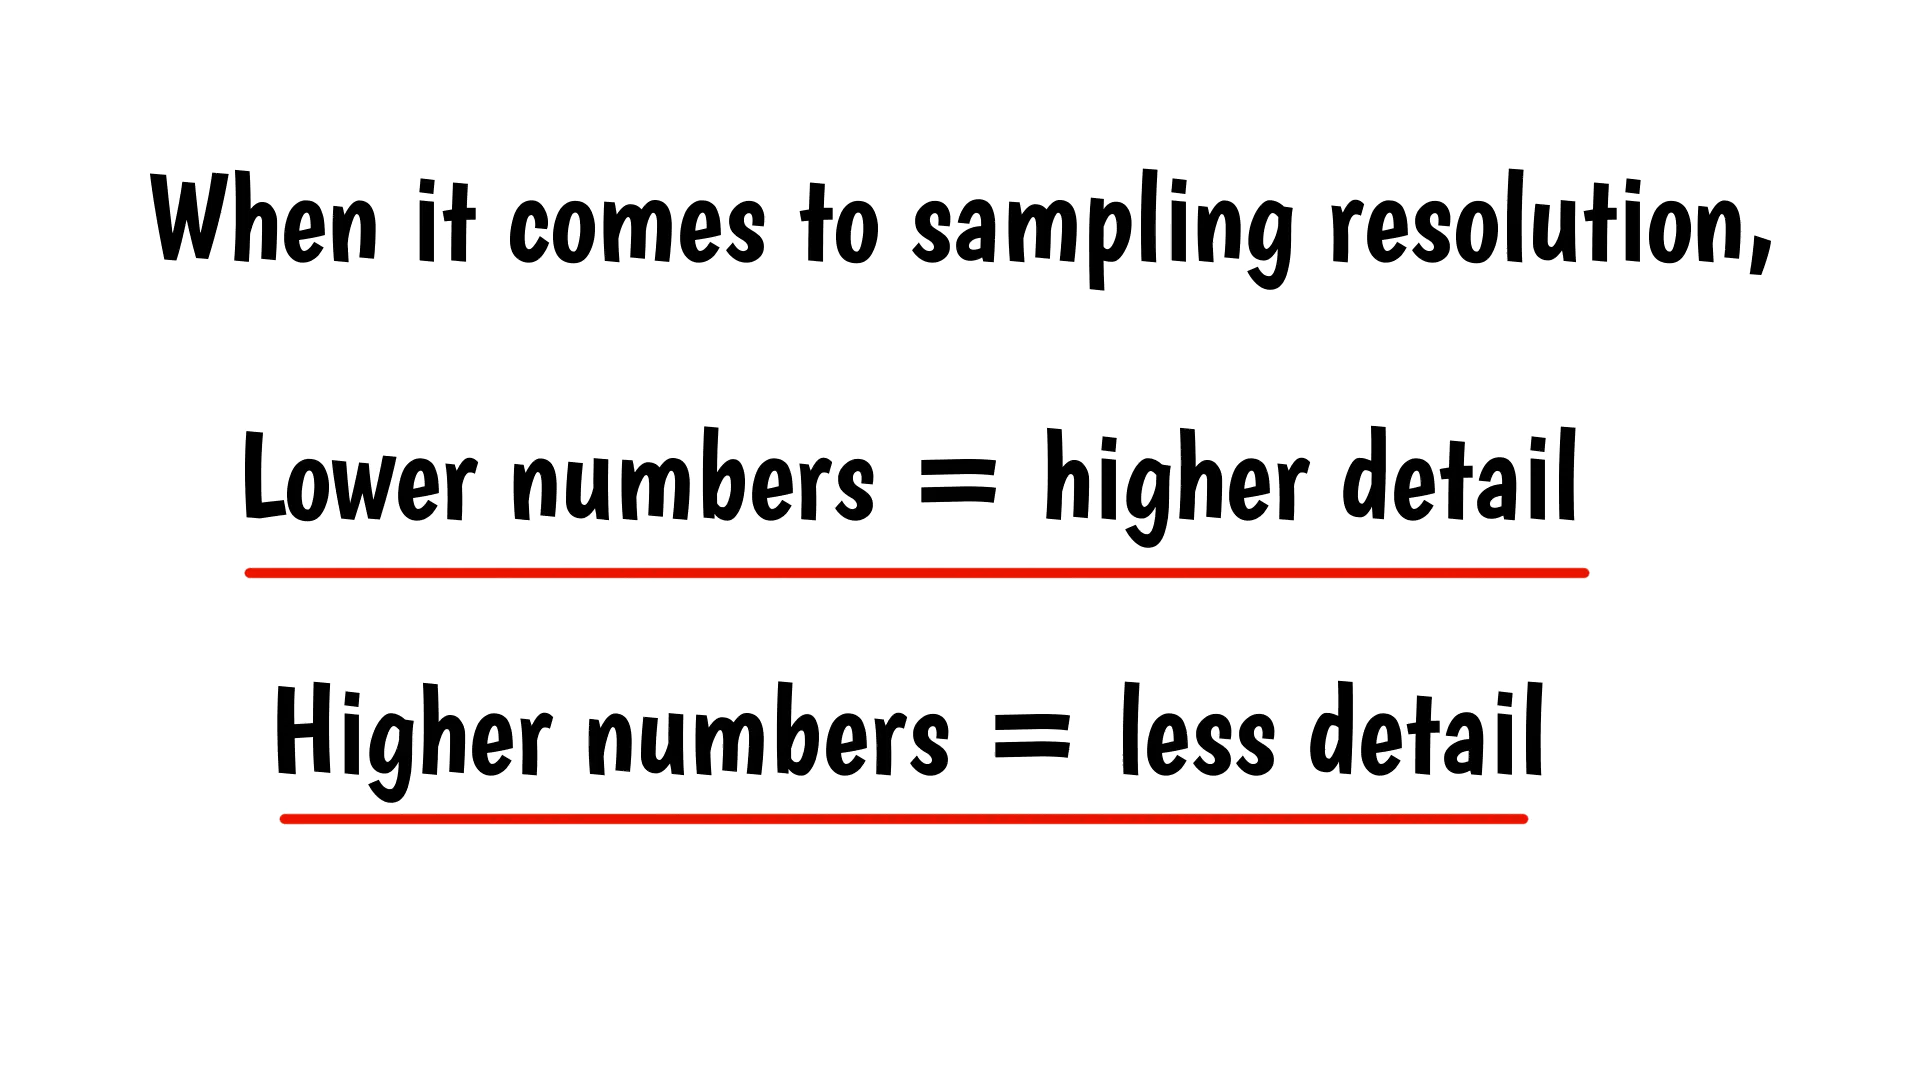 When it comes to sampling resolution,
Lower numbers = higher detail
Higher numbers = less detail